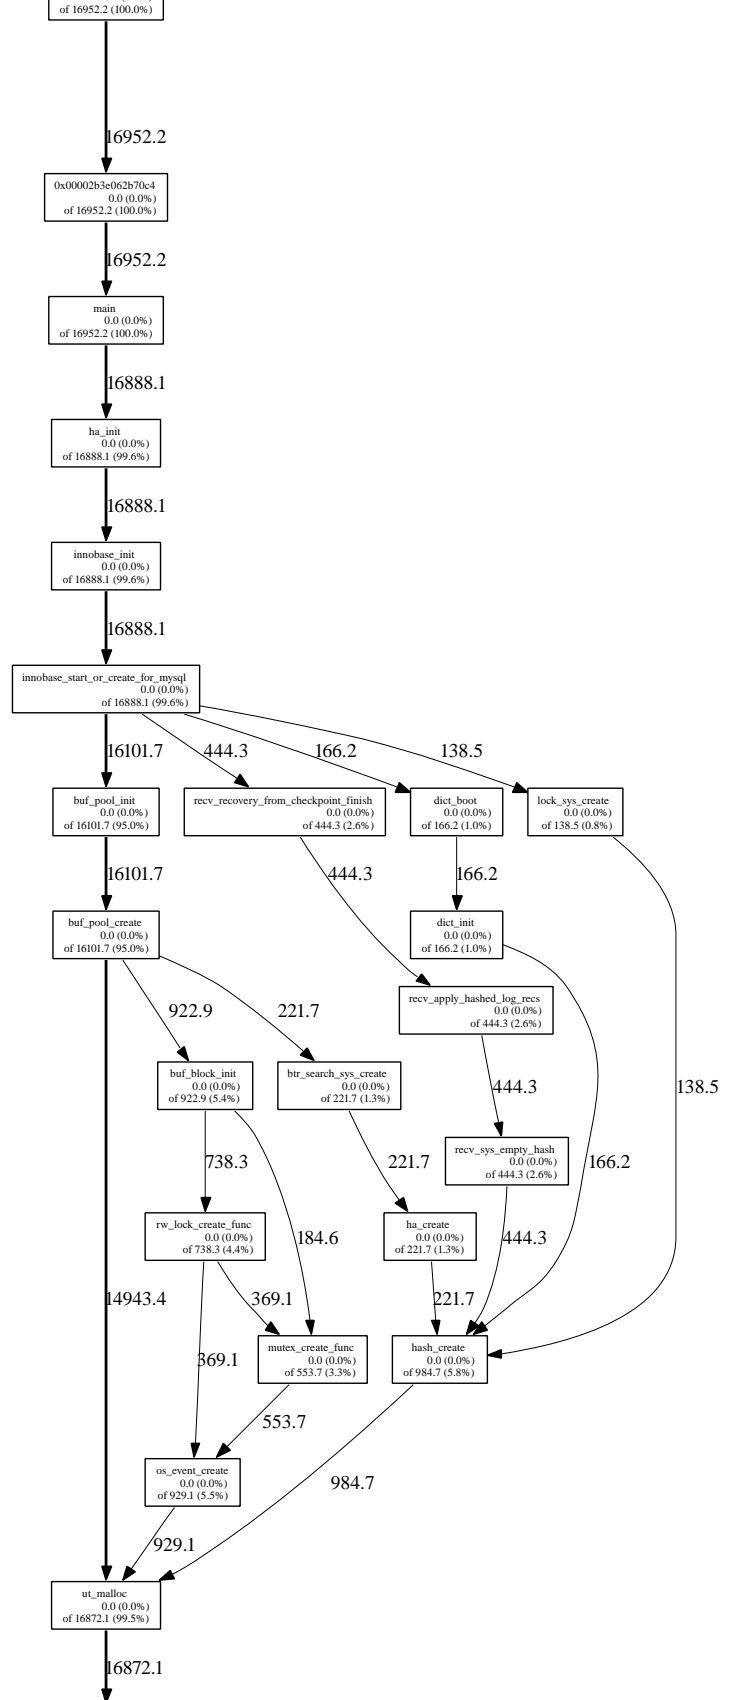 of 16952.2 (100.0%)
16952.2
0x00002b3e062b70c4
0.0 (0.0%)
of 16952.2 (100.0%)
16952.2
main
0.0 (0.0%)
of 16952.2 (100.0%)
16888.1
ha_init
0.0 (0.0%)
of 16888.1 (99.6%)
16888.1
innobase_init
0.0 (0.0%)
of 16888.1 (99.6%)
16888.1
innobase_start_or_create_for_mysql
0.0 (0.0%)
of 16888.1 (99.6%)
16101.7
444.3
166.2
138.5
buf_pool_init
0.0 (0.0%)
of 16101.7 (95.0%)
recv_recovery_from_checkpoint_finish
0.0 (0.0%)
of 444.3 (2.6%)
dict_boot
0.0 (0.0%)
of 166.2 (1.0%)
lock_sys_create
0.0 (0.0%)
of 138.5 (0.8%)
16101.7
444.3
166.2
buf_pool_create
0.0 (0.0%)
of 16101.7 (95.0%)
dict_init
0.0 (0.0%)
of 166.2 (1.0%)
922.9
221.7
recv_apply_hashed_log_recs
0.0 (0.0%)
of 444.3 (2.6%)
buf_block_init
0.0 (0.0%)
of 922.9 (5.4%)
btr_search_sys_create
0.0 (0.0%)
of 221.7 (1.3%)
444.3
138.5
738.3
221.7
recv_sys_empty_hash
0.0 (0.0%)
of 444.3 (2.6%)
166.2
rw_lock_create_func
0.0 (0.0%)
of 738.3 (4.4%)
184.6
ha_create
0.0 (0.0%)
of 221.7 (1.3%)
444.3
14943.4
369.1
221.7
369.1
mutex_create_func
0.0 (0.0%)
of 553.7 (3.3%)
hash_create
0.0 (0.0%)
of 984.7 (5.8%)
553.7
os_event_create
0.0 (0.0%)
of 929.1 (5.5%)
984.7
929.1
ut_malloc
0.0 (0.0%)
of 16872.1 (99.5%)
16872.1